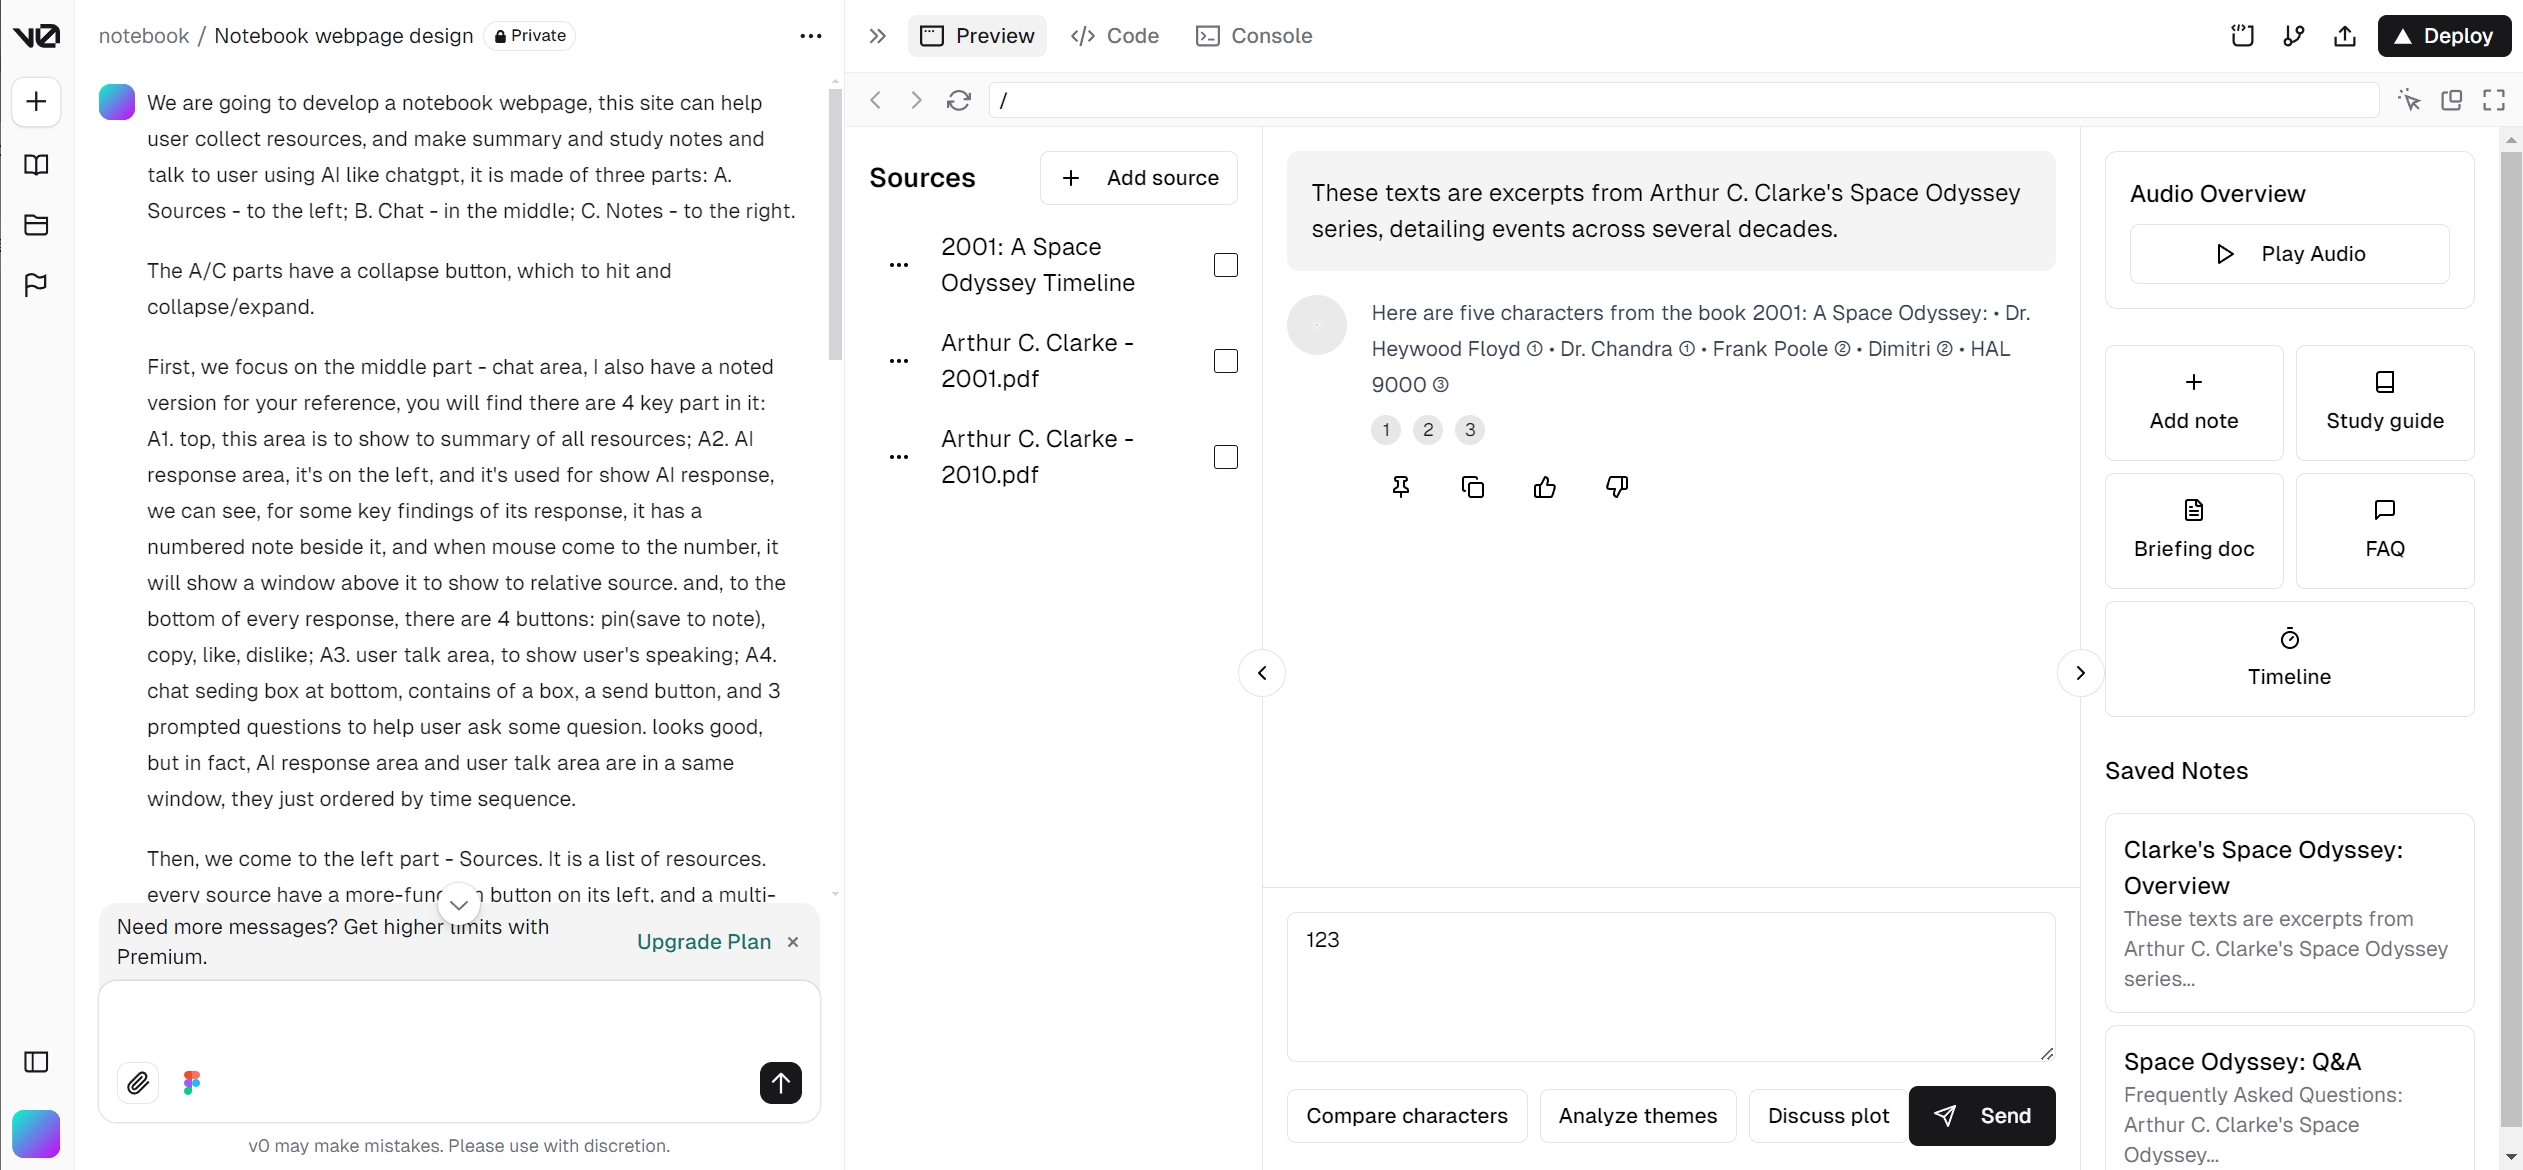 v0
notebook / Notebook webpage design Private
We are going to develop a notebook webpage, this site can help
user collect resources, and make summary and study notes and
talk to user using AI like chatgpt, it is made of three parts: A.
Sources - to the left; B. Chat - in the middle; C. Notes - to the right.
The A/C parts have a collapse button, which to hit and
collapse/expand.
First, we focus on the middle part - chat area, I also have a noted
version for your reference, you will find there are 4 key part in it:
A1. top, this area is to show to summary of all resources; A2. AI
response area, it's on the left, and it's used for show AI response,
we can see, for some key findings of its response, it has a
numbered note beside it, and when mouse come to the number, it
will show a window above it to show to relative source. and, to the
bottom of every response, there are 4 buttons: pin(save to note),
copy, like, dislike; A3. user talk area, to show user's speaking; A4.
chat seding box at bottom, contains of a box, a send button, and 3
prompted questions to help user ask some quesion. looks good,
but in fact, AI response area and user talk area are in a same
window, they just ordered by time sequence.
Then, we come to the left part - Sources. It is a list of resources.
every source have a more-func n button on its left, and a multi-
Need more messages? Get higher limits with
Premium.
Upgrade Plan
v0 may make mistakes. Please use with discretion.
Preview
Code
Console
Deploy
/
Sources
Add source
2001: A Space
Odyssey Timeline
Arthur C. Clarke -
2001.pdf
Arthur C. Clarke -
2010.pdf
These texts are excerpts from Arthur C. Clarke's Space Odyssey
series, detailing events across several decades.
Here are five characters from the book 2001: A Space Odyssey: • Dr.
Heywood Floyd ① • Dr. Chandra ① • Frank Poole ② • Dimitri ② • HAL
9000 ③
1 2 3
123
Compare characters
Analyze themes
Discuss plot
Send
Audio Overview
Play Audio
Add note
Study guide
Briefing doc
FAQ
Timeline
Saved Notes
Clarke's Space Odyssey:
Overview
These texts are excerpts from
Arthur C. Clarke's Space Odyssey
series...
Space Odyssey: Q&A
Frequently Asked Questions:
Arthur C. Clarke's Space
Odyssey...